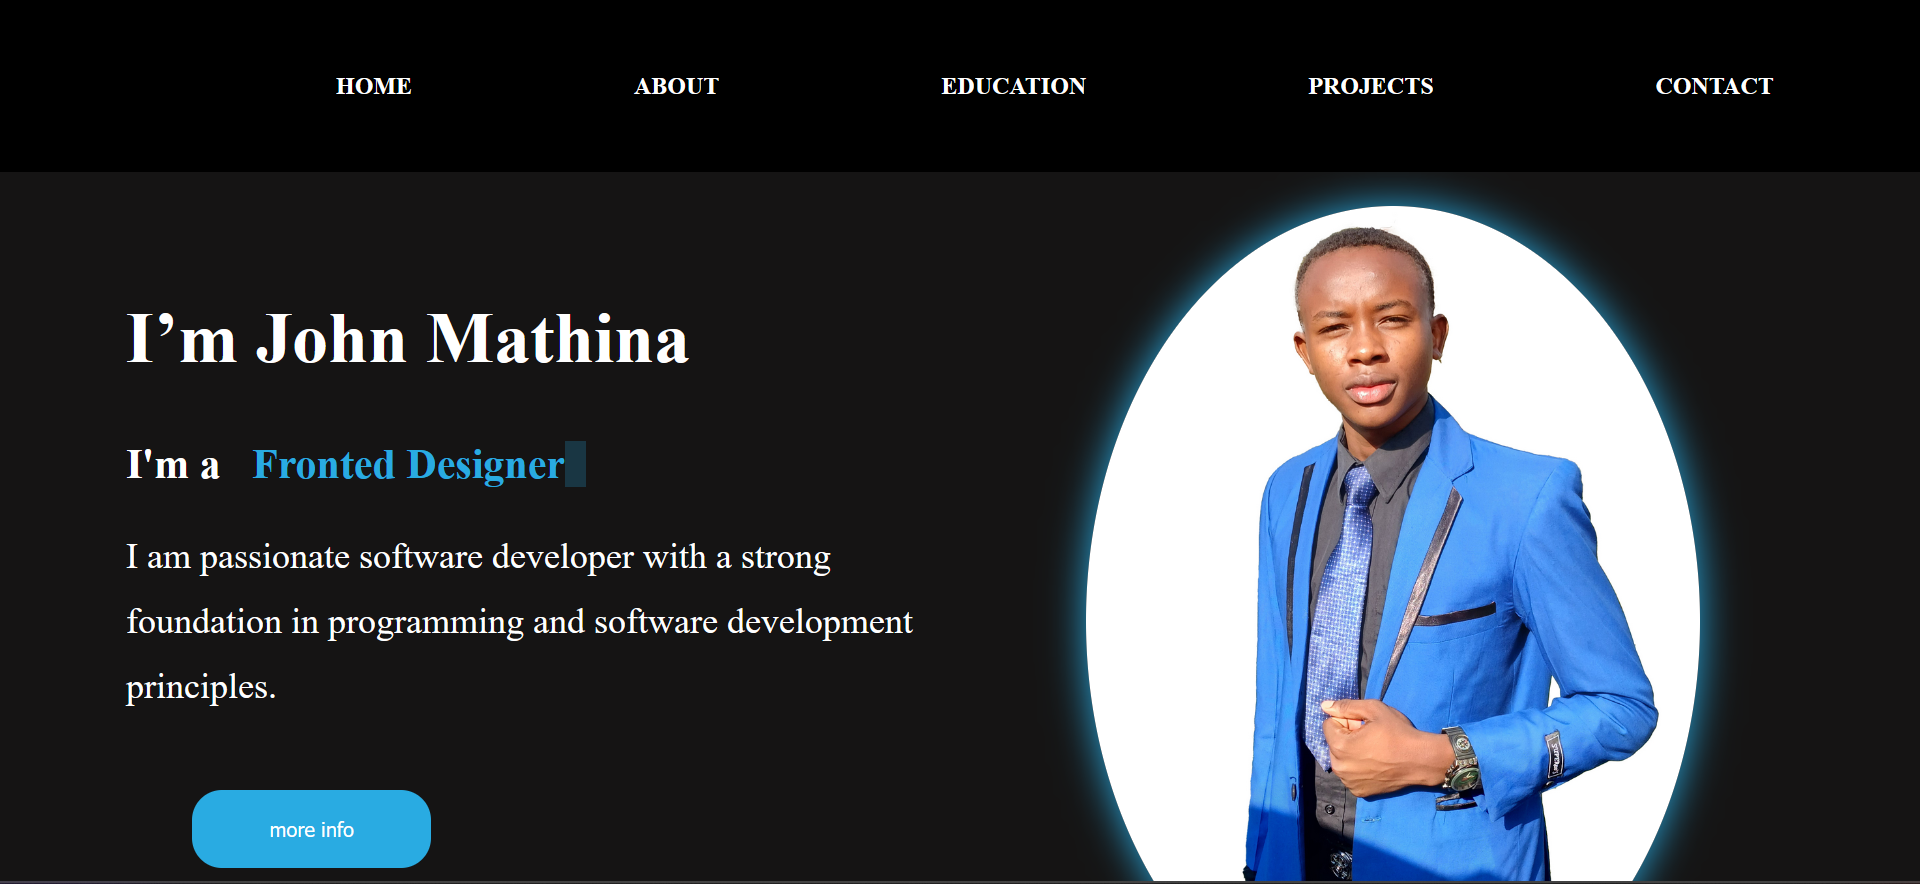 HOME ABOUT EDUCATION PROJECTS CONTACT
I’m John Mathina
I'm a Fronted Designer
I am passionate software developer with a strong
foundation in programming and software development
principles.
more info